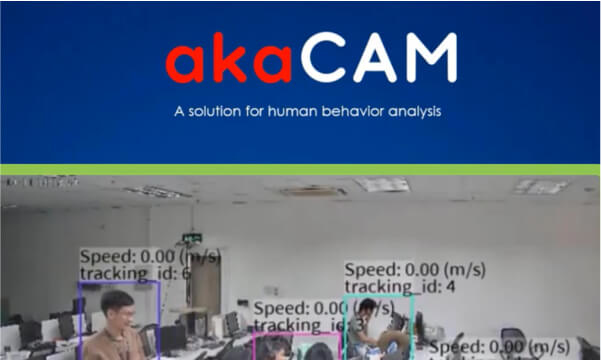 akaCAM
A solution for human behavior analysis
Speed: 0.00 (m/s)
tracking_id: 6
Speed: 0.00 (m/s)
tracking_id: 4
Speed: 0.00 (m/s)
tracking_id: 3
Speed: 0.00 (m/s)